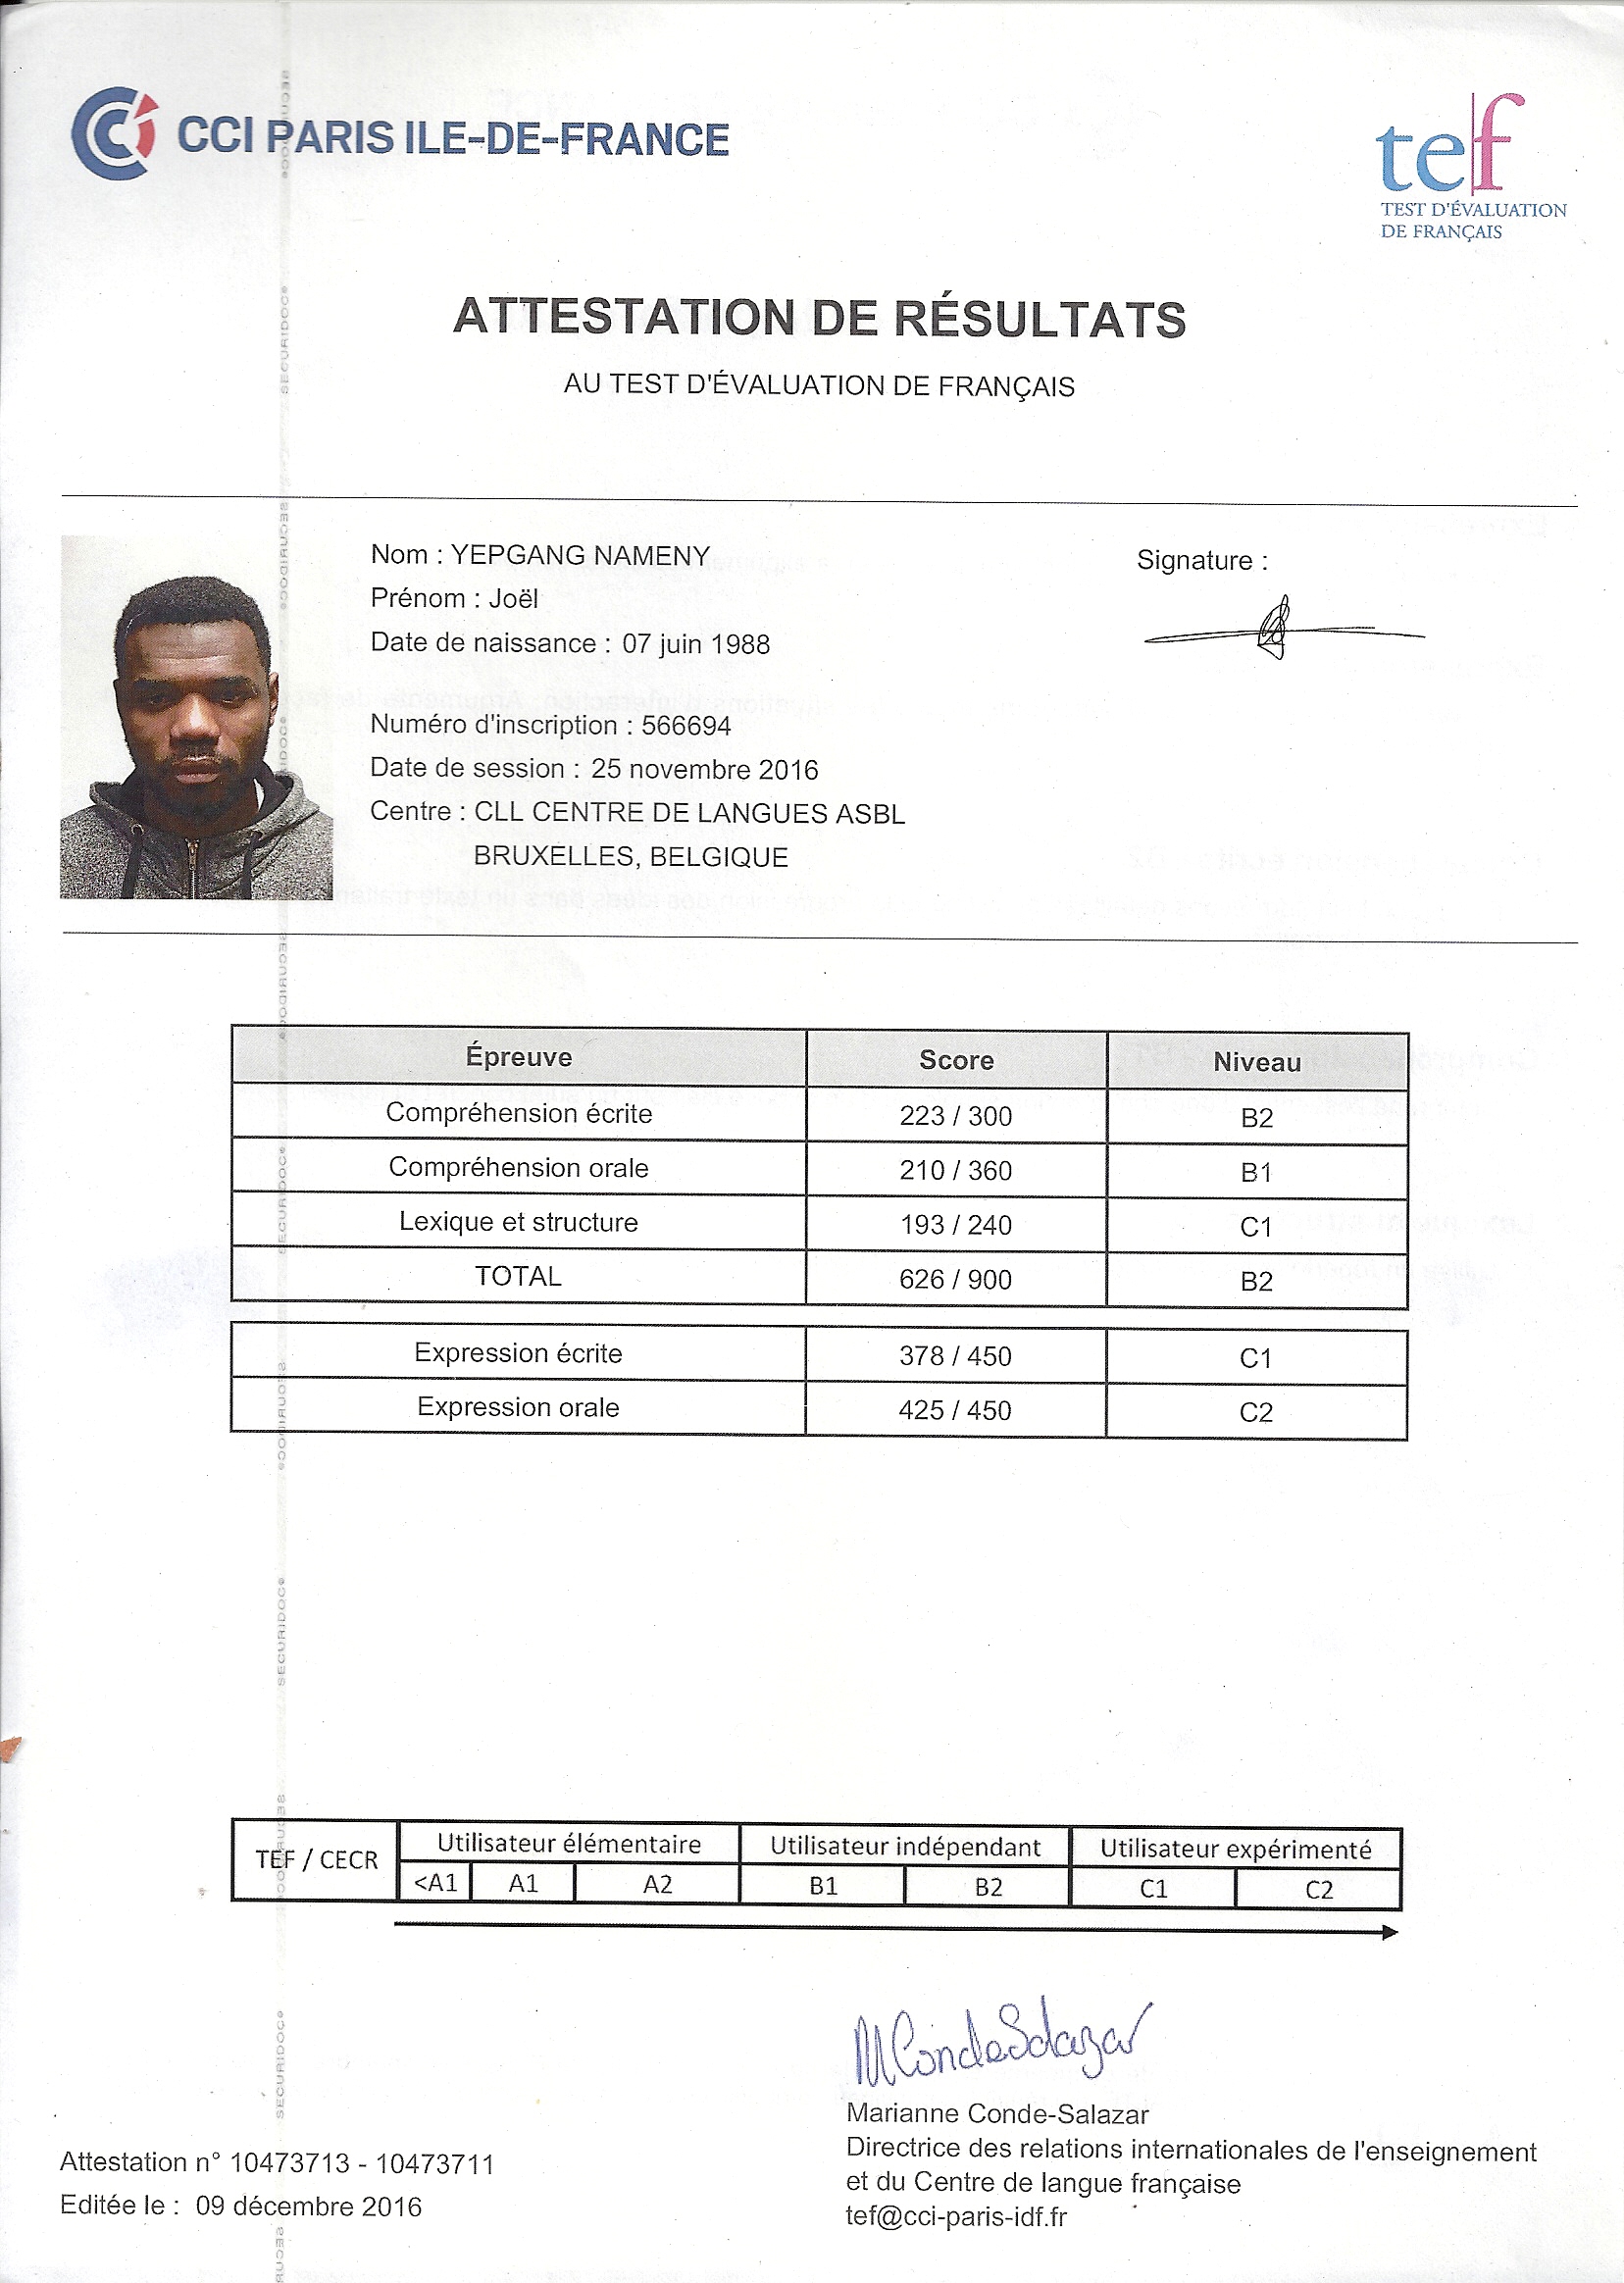 CCI PARIS ILE-DE-FRANCE
tef
TEST D'ÉVALUATION
DE FRANÇAIS
ATTESTATION DE RÉSULTATS
AU TEST D'ÉVALUATION DE FRANÇAIS
Nom : YEPGANG NAMENY
Prénom : Joël
Date de naissance : 07 juin 1988
Numéro d'inscription : 566694
Date de session : 25 novembre 2016
Centre : CLL CENTRE DE LANGUES ASBL
BRUXELLES, BELGIQUE
Signature :
Épreuve Score Niveau
Compréhension écrite 223 / 300 B2
Compréhension orale 210 / 360 B1
Lexique et structure 193 / 240 C1
TOTAL 626 / 900 B2
Expression écrite 378 / 450 C1
Expression orale 425 / 450 C2
TEF / CECR Utilisateur élémentaire Utilisateur indépendant Utilisateur expérimenté
<A1 A1 A2 B1 B2 C1 C2
MCondeSalazar
Marianne Conde-Salazar
Directrice des relations internationales de l'enseignement
et du Centre de langue française
tef@cci-paris-idf.fr
Attestation n° 10473713 - 10473711
Editée le : 09 décembre 2016
SECURIDOC